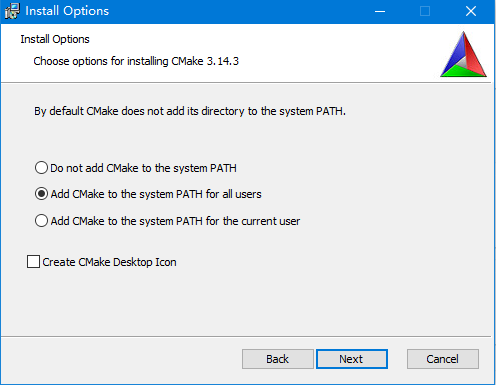 Install Options
Install Options
Choose options for installing CMake 3.14.3
By default CMake does not add its directory to the system PATH.
Do not add CMake to the system PATH
Add CMake to the system PATH for all users
Add CMake to the system PATH for the current user
Create CMake Desktop Icon
Back
Next
Cancel